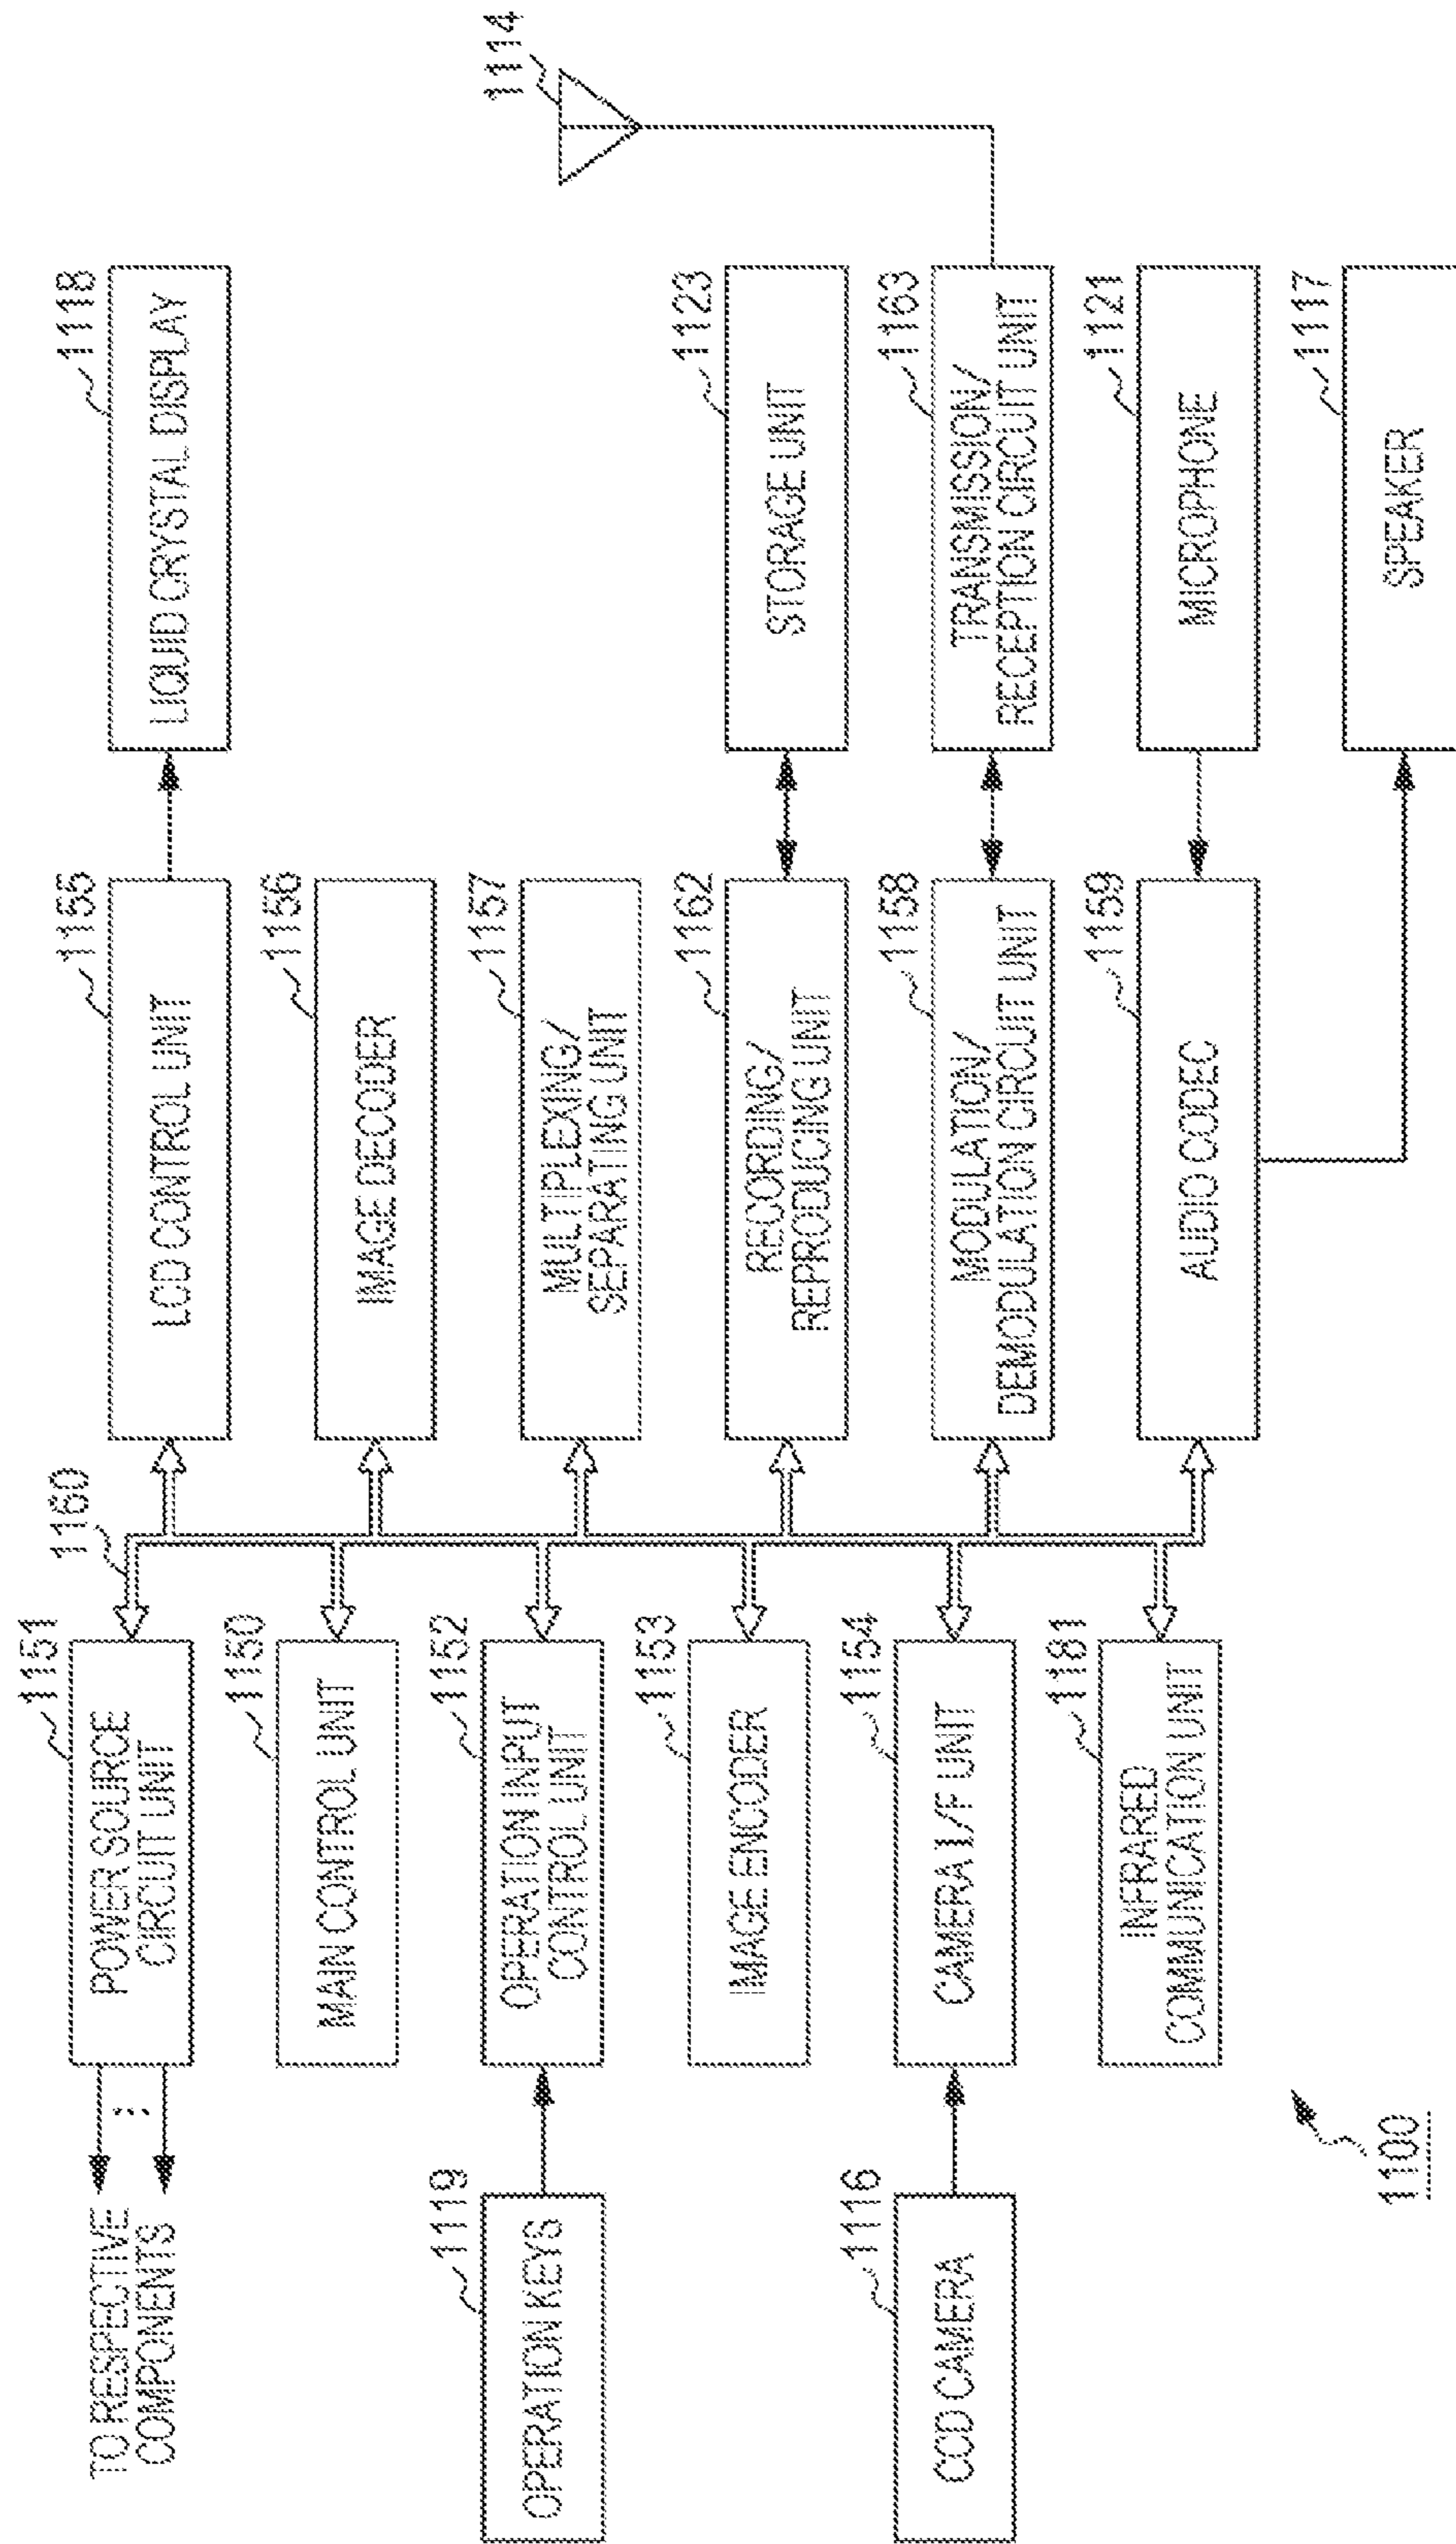 1100
TO RESPECTIVE
COMPONENTS
1151
POWER SOURCE
CIRCUIT UNIT
1160
1155
LCD CONTROL UNIT
1118
LIQUID CRYSTAL DISPLAY
1150
MAIN CONTROL UNIT
1156
IMAGE DECODER
1119
OPERATION KEYS
1152
OPERATION INPUT
CONTROL UNIT
1157
MULTIPLEXING/
SEPARATING UNIT
1114
1153
IMAGE ENCODER
1162
RECORDING/
REPRODUCING UNIT
1123
STORAGE UNIT
1116
CCD CAMERA
1154
CAMERA I/F UNIT
1158
MODULATION/
DEMODULATION CIRCUIT UNIT
1163
TRANSMISSION/
RECEPTION CIRCUIT UNIT
1181
INFRARED
COMMUNICATION UNIT
1159
AUDIO CODEC
1121
MICROPHONE
1117
SPEAKER